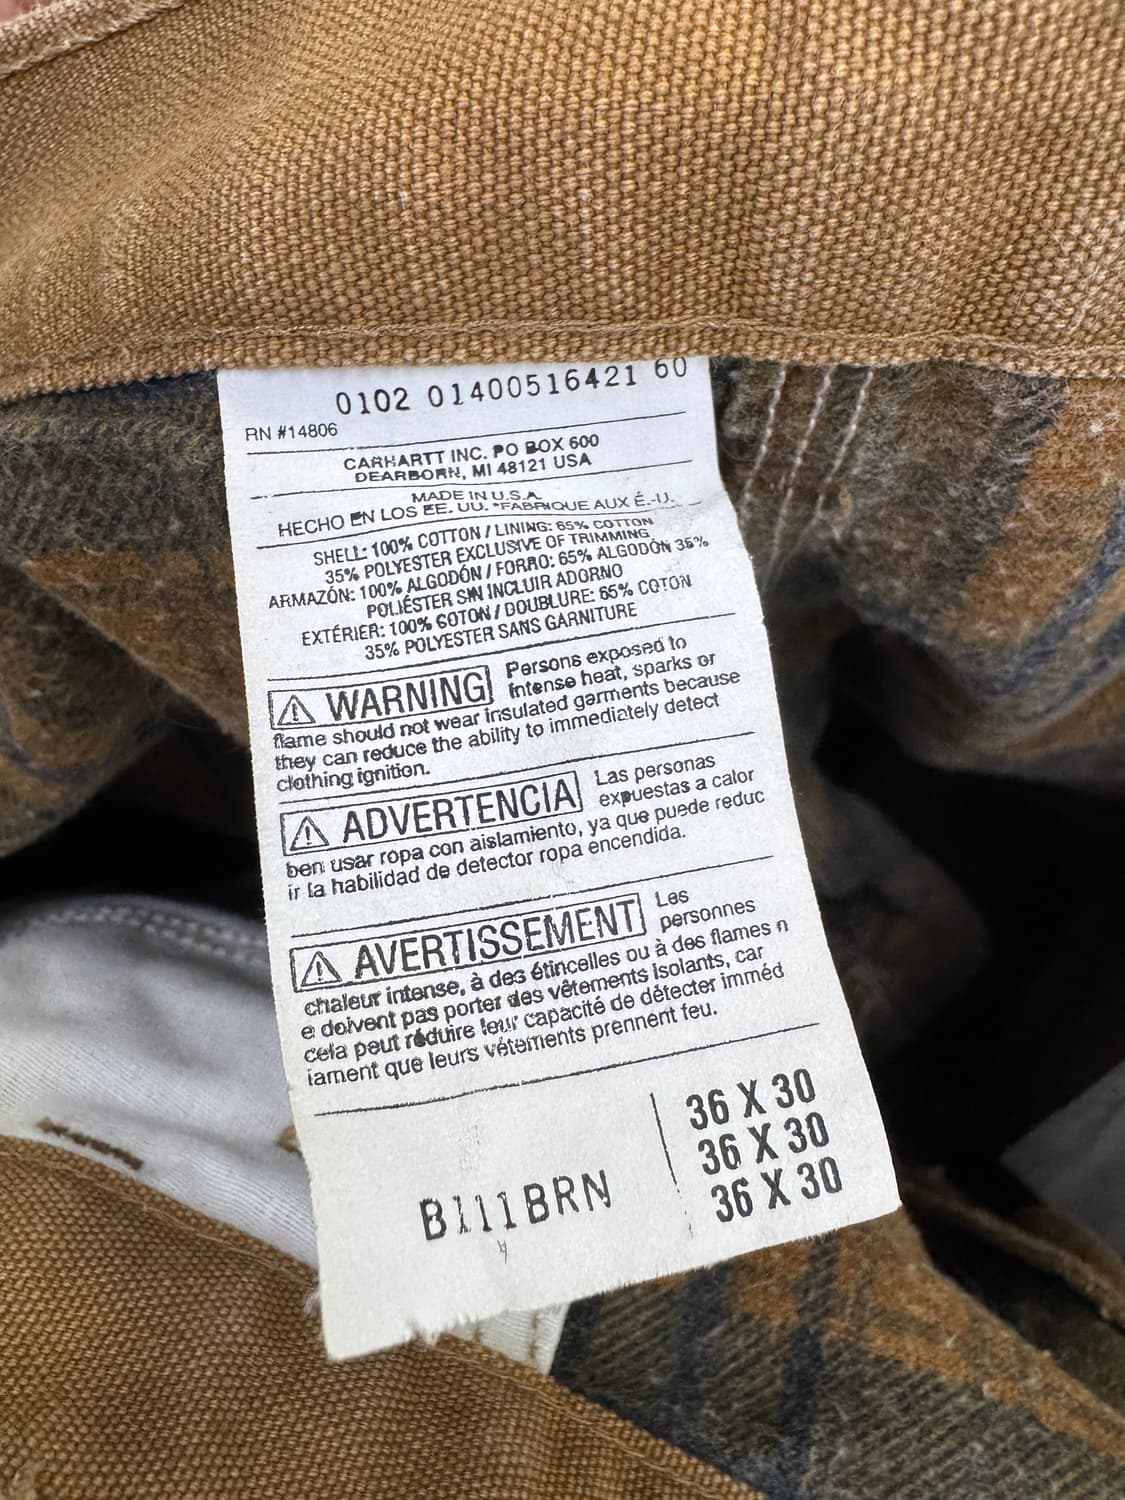 0102 01400516421 60
RN #14806
CARHARTT INC. PO BOX 600
DEARBORN, MI 48121 USA
MADE IN U.S.A.
HECHO EN LOS EE. UU. *FABRIQUE AUX É.-U.
SHELL: 100% COTTON / LINING: 65% COTTON
35% POLYESTER EXCLUSIVE OF TRIMMING
ARMAZÓN: 100% ALGODÓN / FORRO: 65% ALGODÓN 35%
POLIÉSTER SIN INCLUIR ADORNO
EXTÉRIER: 100% COTON / DOUBLURE: 65% COTON
35% POLYESTER SANS GARNITURE
⚠ WARNING Persons exposed to
intense heat, sparks or
flame should not wear insulated garments because
they can reduce the ability to immediately detect
clothing ignition.
⚠ ADVERTENCIA Las personas
expuestas a calor
ben usar ropa con aislamiento, ya que puede reduc
ir la habilidad de detector ropa encendida.
⚠ AVERTISSEMENT Les
personnes
chaleur intense, à des étincelles ou à des flames n
e doivent pas porter des vêtements isolants, car
cela peut réduire leur capacité de détecter imméd
iament que leurs vétements prennent feu.
36 X 30
36 X 30
B111BRN
36 X 30